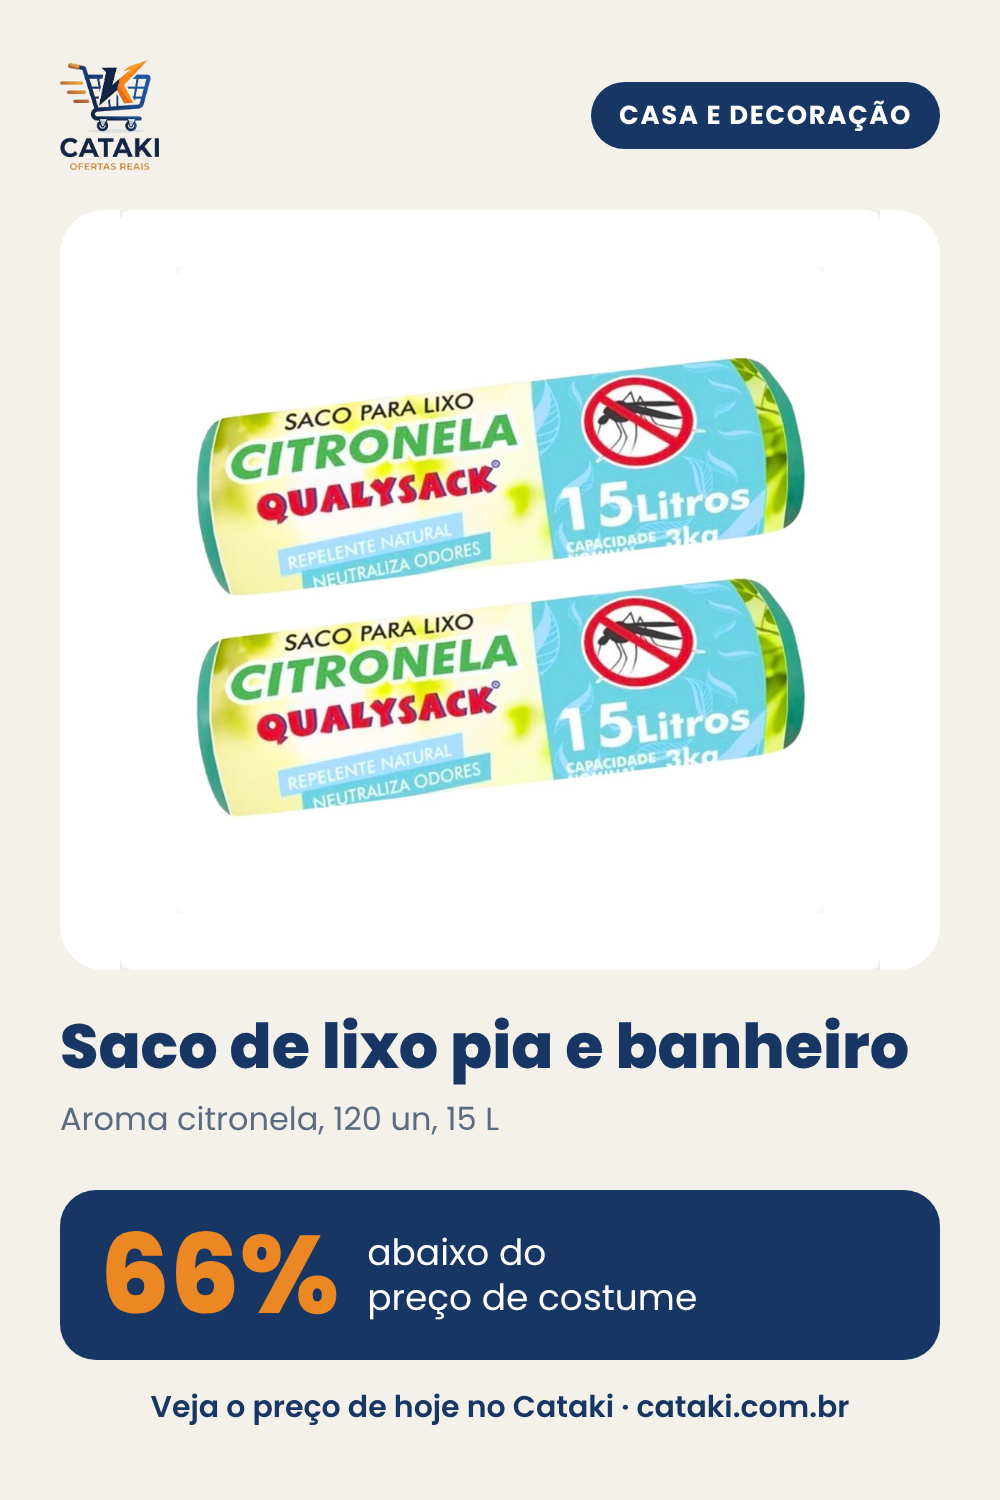 CATAKI
OFERTAS REAIS
CASA E DECORAÇÃO
SACO PARA LIXO
CITRONELA
QUALYSACK®
REPELENTE NATURAL
NEUTRALIZA ODORES
15 Litros
CAPACIDADE NOMINAL 3kg
SACO PARA LIXO
CITRONELA
QUALYSACK®
REPELENTE NATURAL
NEUTRALIZA ODORES
15 Litros
CAPACIDADE NOMINAL 3kg
Saco de lixo pia e banheiro
Aroma citronela, 120 un, 15 L
66%
abaixo do
preço de costume
Veja o preço de hoje no Cataki · cataki.com.br